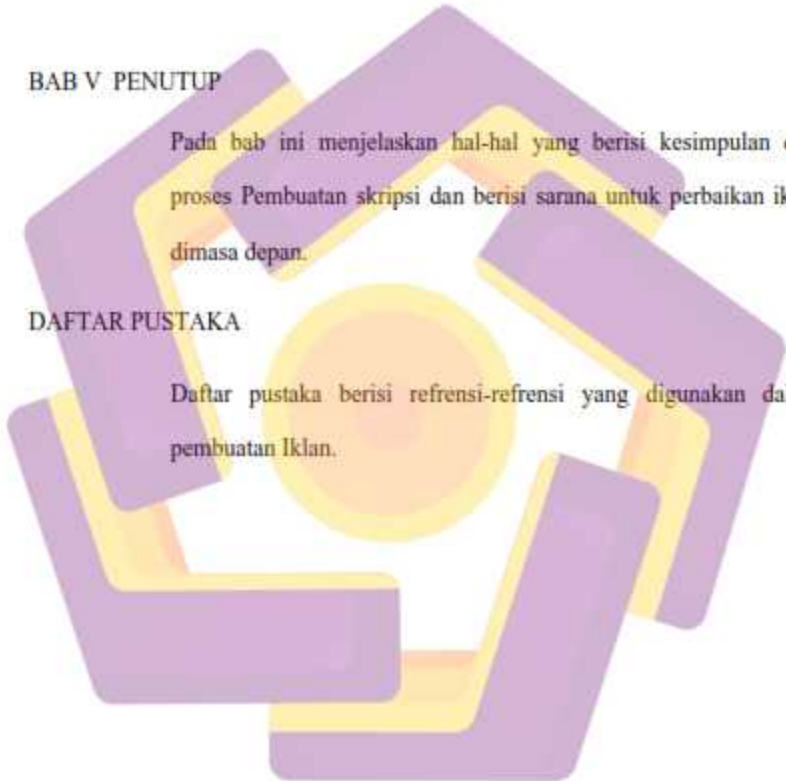 BAB V PENUTUP
Pada bab ini menjelaskan hal-hal yang berisi kesimpulan
proses Pembuatan skripsi dan berisi sarana untuk perbaikan
dimasa depan.
DAFTAR PUSTAKA
Daftar pustaka berisi refrensi-refrensi yang digunakan
pembuatan Iklan.